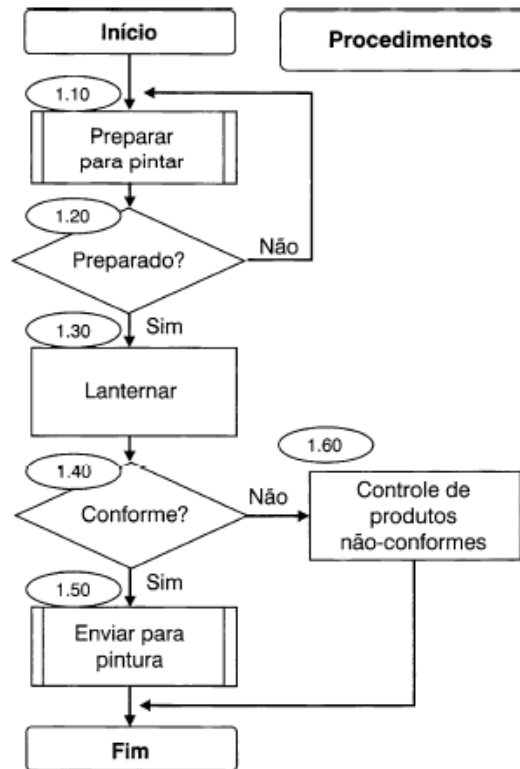 Início
Procedimentos
1.10
Preparar
para pintar
1.20
Preparado?
Não
Sim
1.30
Lanternar
1.40
Conforme?
Não
1.60
Controle de
produtos
não-conformes
Sim
1.50
Enviar para
pintura
Fim